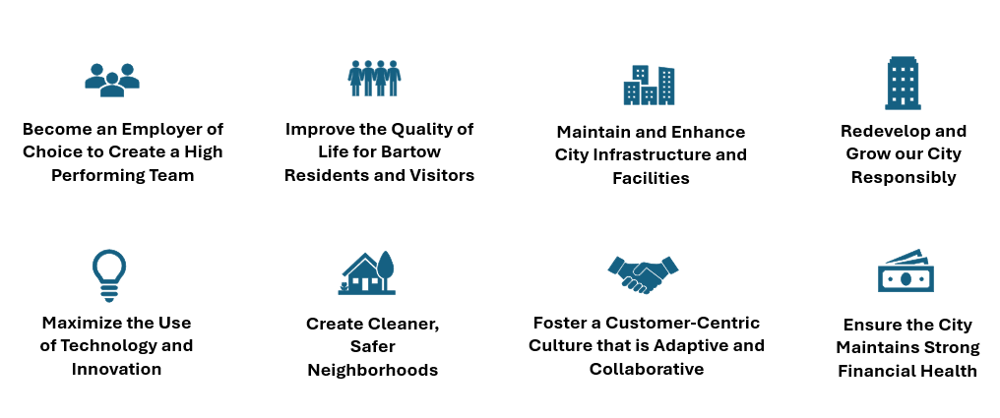 Become an Employer of
Choice to Create a High
Performing Team
Improve the Quality of
Life for Bartow
Residents and Visitors
Maintain and Enhance
City Infrastructure and
Facilities
Redevelop and
Grow our City
Responsibly
Maximize the Use
of Technology and
Innovation
Create Cleaner,
Safer
Neighborhoods
Foster a Customer-Centric
Culture that is Adaptive and
Collaborative
Ensure the City
Maintains Strong
Financial Health